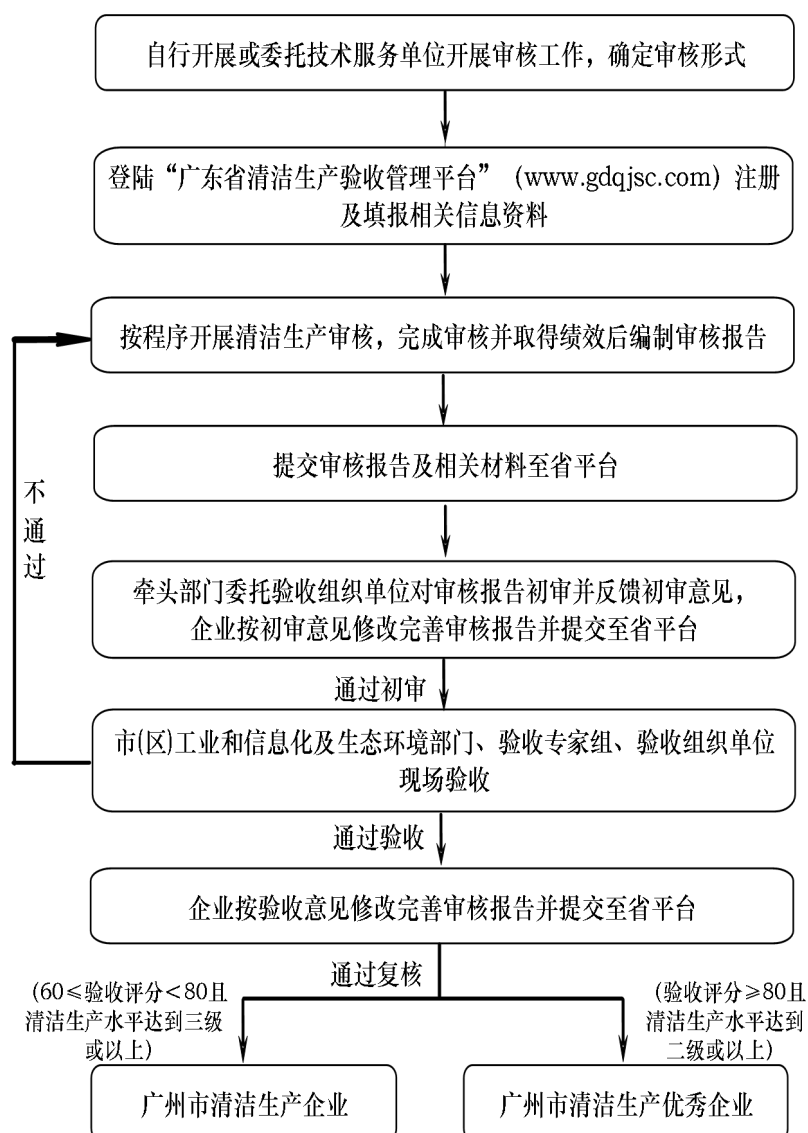 自行开展或委托技术服务单位开展审核工作，确定审核形式
登陆“广东省清洁生产验收管理平台”（www.gdqjsc.com）注册
及填报相关信息资料
按程序开展清洁生产审核，完成审核并取得绩效后编制审核报告
提交审核报告及相关材料至省平台
不通过
牵头部门委托验收组织单位对审核报告初审并反馈初审意见，
企业按初审意见修改完善审核报告并提交至省平台
通过初审
市(区)工业和信息化及生态环境部门、验收专家组、验收组织单位
现场验收
通过验收
企业按验收意见修改完善审核报告并提交至省平台
通过复核
(60≤验收评分<80且
清洁生产水平达到三级
或以上)
(验收评分≥80且
清洁生产水平达到
二级或以上)
广州市清洁生产企业
广州市清洁生产优秀企业